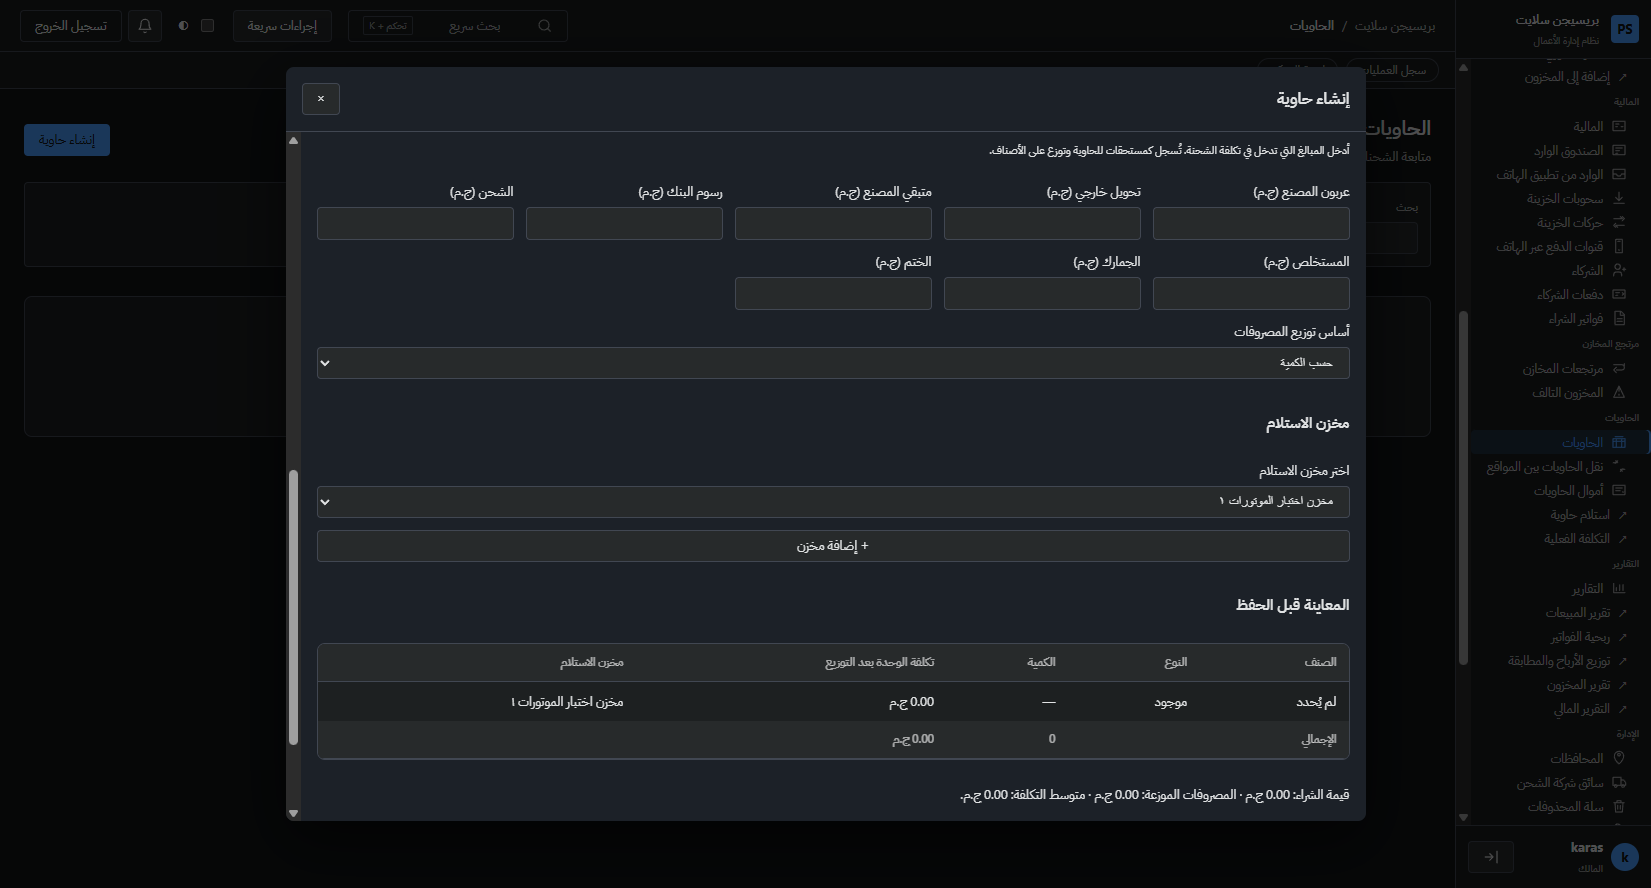 بريسيجن سلايت
نظام إدارة الأعمال
PS
بريسيجن سلايت / الحاويات
بحث سريع
تحكم + K
إجراءات سريعة
تسجيل الخروج
سجل العمليات
إضافة إلى المخزون
المالية
المالية
الصندوق الوارد
الوارد من تطبيق الهاتف
سحوبات الخزينة
حركات الخزينة
قنوات الدفع عبر الهاتف
الشركاء
دفعات الشركاء
فواتير الشراء
مرتجع المخازن
مرتجعات المخازن
المخزون التالف
الحاويات
الحاويات
نقل الحاويات بين المواقع
أموال الحاويات
استلام حاوية
التكلفة الفعلية
التقارير
التقارير
تقرير المبيعات
ربحية الفواتير
توزيع الأرباح والمطابقة
تقرير المخزون
التقرير المالي
الإدارة
المحافظات
سائق شركة الشحن
سلة المحذوفات
karas
المالك
k
الحاويات
متابعة الشحنا
إنشاء حاوية
بحث
إنشاء حاوية
×
أدخل المبالغ التي تدخل في تكلفة الشحنة. تُسجل كمستحقات للحاوية وتوزع على الأصناف.
عربون المصنع (ج.م)
تحويل خارجي (ج.م)
متبقي المصنع (ج.م)
رسوم البنك (ج.م)
الشحن (ج.م)
المستخلص (ج.م)
الجمارك (ج.م)
الختم (ج.م)
أساس توزيع المصروفات
حسب الكمية
مخزن الاستلام
اختر مخزن الاستلام
مخزن اختبار الموتورات ١
+ إضافة مخزن
المعاينة قبل الحفظ
الصنف النوع الكمية تكلفة الوحدة بعد التوزيع مخزن الاستلام
لم يُحدد موجود — 0.00 ج.م مخزن اختبار الموتورات ١
الإجمالي 0 0.00 ج.م
قيمة الشراء: 0.00 ج.م · المصروفات الموزعة: 0.00 ج.م · متوسط التكلفة: 0.00 ج.م.